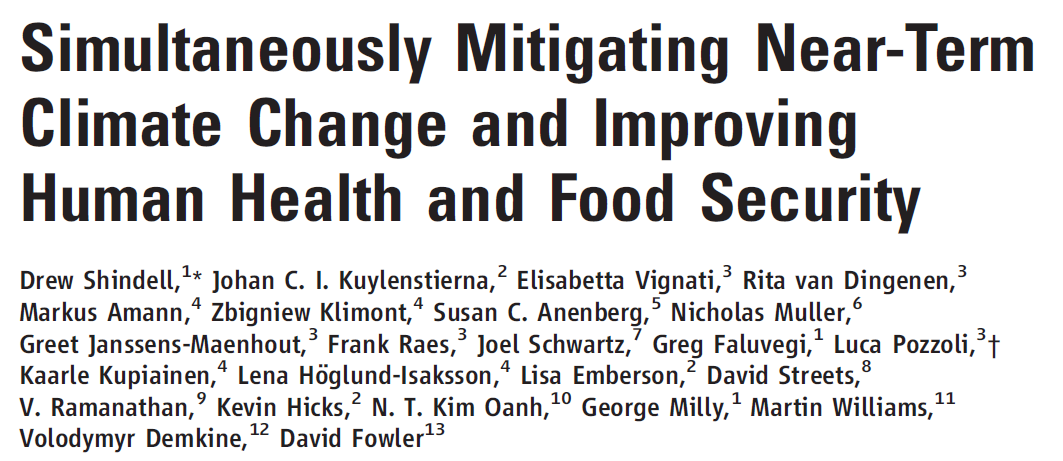 Simultaneously Mitigating Near-Term
Climate Change and Improving
Human Health and Food Security
Drew Shindell,¹* Johan C. I. Kuylenstierna,² Elisabetta Vignati,³ Rita van Dingenen,³
Markus Amann,⁴ Zbigniew Klimont,⁴ Susan C. Anenberg,⁵ Nicholas Muller,⁶
Greet Janssens-Maenhout,³ Frank Raes,³ Joel Schwartz,⁷ Greg Faluvegi,¹ Luca Pozzoli,³†
Kaarle Kupiainen,⁴ Lena Höglund-Isaksson,⁴ Lisa Emberson,² David Streets,⁸
V. Ramanathan,⁹ Kevin Hicks,² N. T. Kim Oanh,¹⁰ George Milly,¹ Martin Williams,¹¹
Volodymyr Demkine,¹² David Fowler¹³